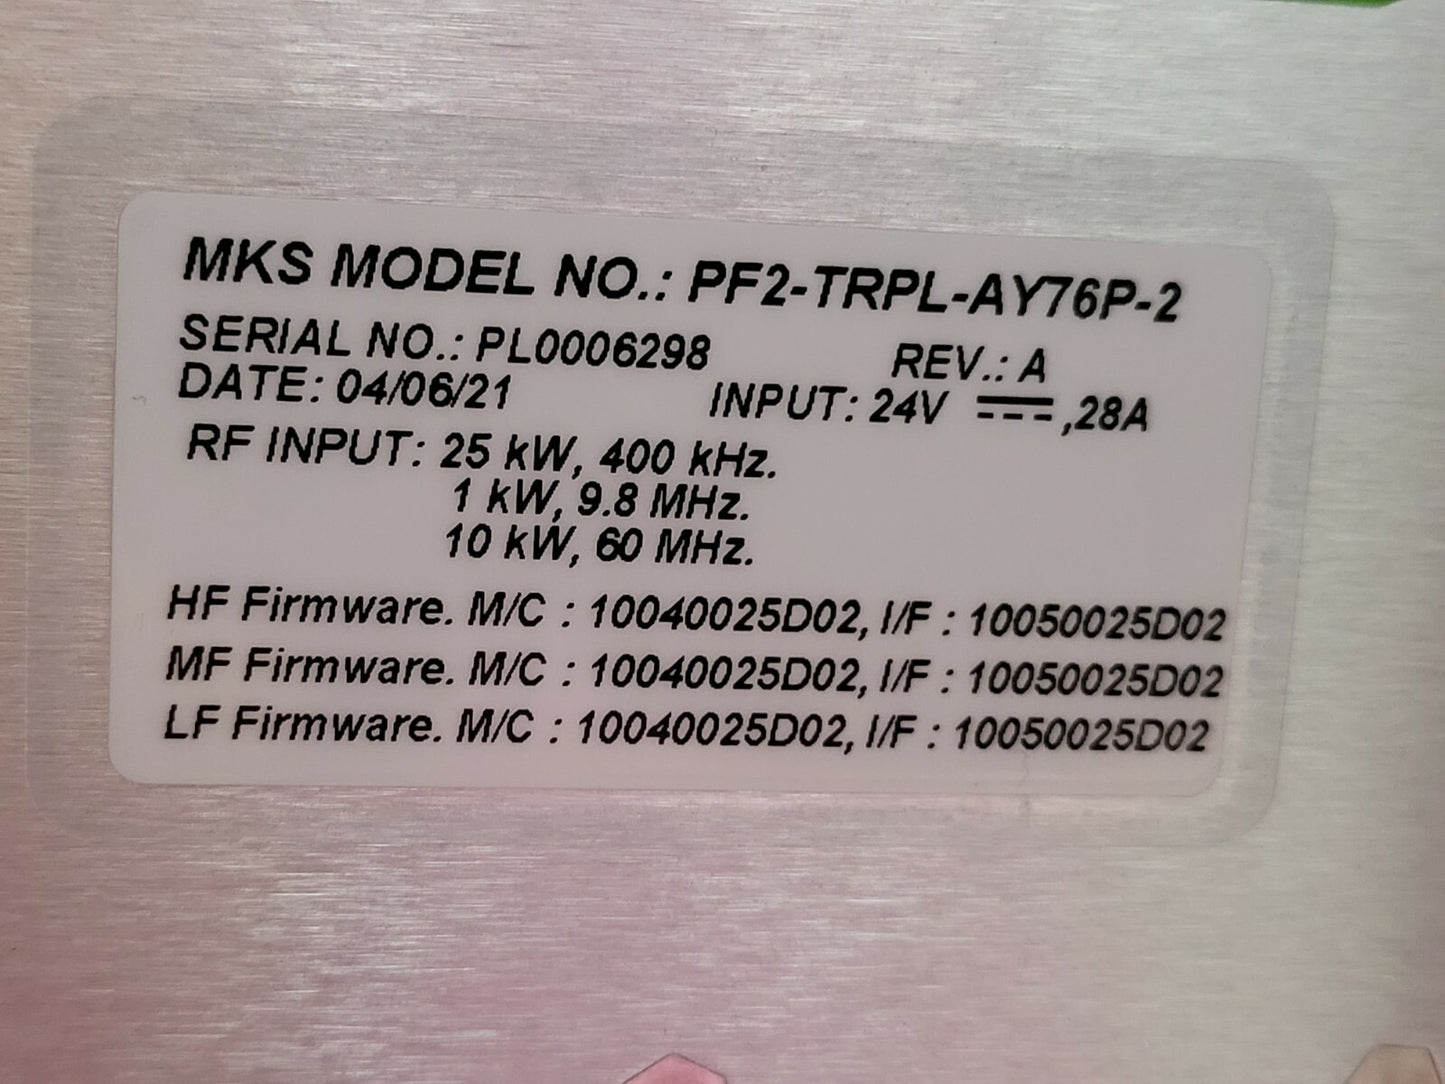 MKS MODEL NO.: PF2-TRPL-AY76P-2
SERIAL NO.: PL0006298 REV.: A
DATE: 04/06/21 INPUT: 24V ⎓ ,28A
RF INPUT: 25 kW, 400 kHz.
1 kW, 9.8 MHz.
10 kW, 60 MHz.
HF Firmware. M/C : 10040025D02, I/F : 10050025D02
MF Firmware. M/C : 10040025D02, I/F : 10050025D02
LF Firmware. M/C : 10040025D02, I/F : 10050025D02